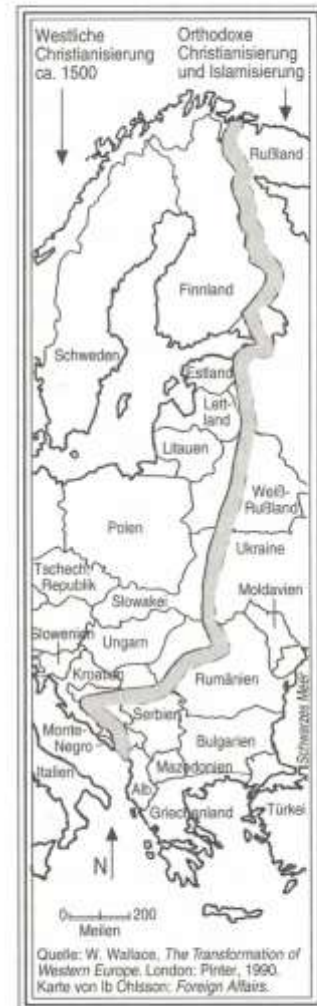 Westliche
Christianisierung
ca. 1500
Orthodoxe
Christianisierung
und Islamisierung
Rußland
Finnland
Schweden
Estland
Lett-
land
Litauen
Weiß-
Rußland
Polen
Ukraine
Tschech.
Republik
Moldavien
Slowakei
Slowenien
Ungarn
Kroatien
Rumänien
Serbien
Monte-
Negro
Bulgarien
Schwarzes Meer
Italien
Mazedonien
Alb.
Griechenland
Türkei
N
0 200
Meilen
Quelle: W. Wallace, The Transformation of
Western Europe. London: Pinter, 1990.
Karte von Ib Ohlsson: Foreign Affairs.